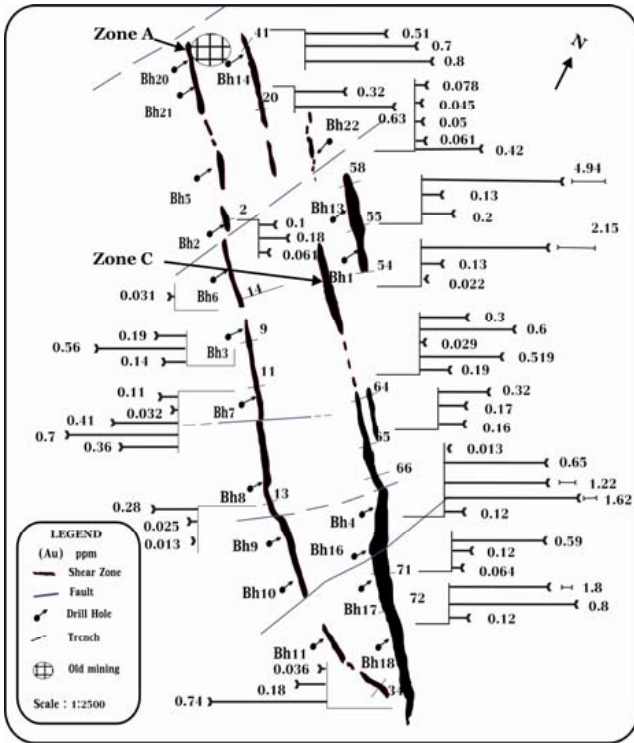 Zone A
41
0.51
0.7
0.8
N
Bh20
Bh14
Bh21
20
0.32
0.63
0.078
0.045
0.05
0.061
0.42
Bh22
58
4.94
0.13
0.2
Bh5
Bh13
55
2
0.1
0.18
0.061
Bh2
2.15
0.13
0.022
Zone C
Bh1
54
Bh6
14
0.031
0.3
0.6
0.029
0.519
0.19
0.19
0.56
0.14
9
Bh3
11
64
0.32
0.17
0.16
0.11
0.032
0.41
0.7
0.36
Bh7
65
0.013
0.65
1.22
1.62
0.12
66
Bh8
13
0.28
0.025
0.013
Bh4
Bh9
Bh16
0.59
0.12
0.064
71
Bh10
Bh17
72
1.8
0.8
0.12
Bh11
Bh18
0.036
0.18
0.74
34
LEGEND
(Au) ppm
Shear Zone
Fault
Drill Hole
Trcnch
Old mining
Scale : 1:2500